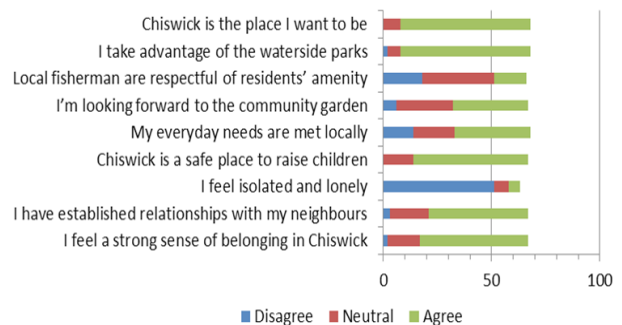 Chiswick is the place I want to be
I take advantage of the waterside parks
Local fisherman are respectful of residents’ amenity
I’m looking forward to the community garden
My everyday needs are met locally
Chiswick is a safe place to raise children
I feel isolated and lonely
I have established relationships with my neighbours
I feel a strong sense of belonging in Chiswick
0 50 100
Disagree Neutral Agree